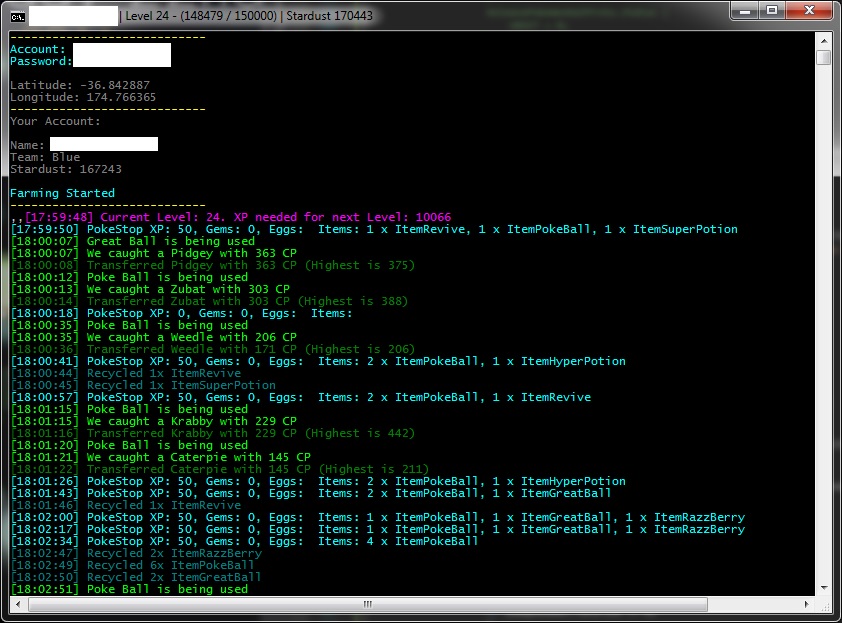 | Level 24 - (148479 / 150000) | Stardust 170443
----------------------------
Account:
Password:
Latitude: -36.842887
Longitude: 174.766365
----------------------------
Your Account:
Name:
Team: Blue
Stardust: 167243
Farming Started
----------------------------
,,[17:59:48] Current Level: 24. XP needed for next Level: 10066
[17:59:50] PokeStop XP: 50, Gems: 0, Eggs:  Items: 1 x ItemRevive, 1 x ItemPokeBall, 1 x ItemSuperPotion
[18:00:07] Great Ball is being used
[18:00:07] We caught a Pidgey with 363 CP
[18:00:08] Transferred Pidgey with 363 CP (Highest is 375)
[18:00:12] Poke Ball is being used
[18:00:13] We caught a Zubat with 303 CP
[18:00:14] Transferred Zubat with 303 CP (Highest is 388)
[18:00:18] PokeStop XP: 0, Gems: 0, Eggs:  Items:
[18:00:35] Poke Ball is being used
[18:00:35] We caught a Weedle with 206 CP
[18:00:36] Transferred Weedle with 171 CP (Highest is 206)
[18:00:41] PokeStop XP: 50, Gems: 0, Eggs:  Items: 2 x ItemPokeBall, 1 x ItemHyperPotion
[18:00:44] Recycled 1x ItemRevive
[18:00:45] Recycled 1x ItemSuperPotion
[18:00:57] PokeStop XP: 50, Gems: 0, Eggs:  Items: 2 x ItemPokeBall, 1 x ItemRevive
[18:01:15] Poke Ball is being used
[18:01:15] We caught a Krabby with 229 CP
[18:01:16] Transferred Krabby with 229 CP (Highest is 442)
[18:01:20] Poke Ball is being used
[18:01:21] We caught a Caterpie with 145 CP
[18:01:22] Transferred Caterpie with 145 CP (Highest is 211)
[18:01:26] PokeStop XP: 50, Gems: 0, Eggs:  Items: 2 x ItemPokeBall, 1 x ItemHyperPotion
[18:01:43] PokeStop XP: 50, Gems: 0, Eggs:  Items: 2 x ItemPokeBall, 1 x ItemGreatBall
[18:01:46] Recycled 1x ItemRevive
[18:02:00] PokeStop XP: 50, Gems: 0, Eggs:  Items: 1 x ItemPokeBall, 1 x ItemGreatBall, 1 x ItemRazzBerry
[18:02:17] PokeStop XP: 50, Gems: 0, Eggs:  Items: 1 x ItemPokeBall, 1 x ItemGreatBall, 1 x ItemRazzBerry
[18:02:34] PokeStop XP: 50, Gems: 0, Eggs:  Items: 4 x ItemPokeBall
[18:02:47] Recycled 2x ItemRazzBerry
[18:02:49] Recycled 6x ItemPokeBall
[18:02:50] Recycled 2x ItemGreatBall
[18:02:51] Poke Ball is being used